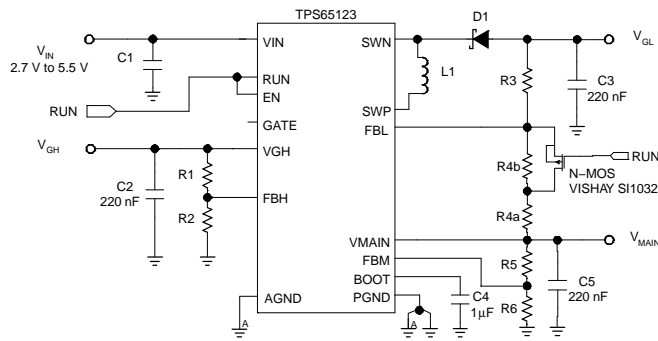 TPS65123
V_IN
2.7 V to 5.5 V
C1
RUN
VIN
RUN
EN
GATE
V_GH
VGH
C2
220 nF
R1
R2
FBH
AGND
A
SWN
D1
V_GL
L1
SWP
FBL
R3
C3
220 nF
R4b
RUN
N−MOS
VISHAY SI1032
R4a
VMAIN
V_MAIN
FBM
BOOT
PGND
R5
R6
C4
1 μF
C5
220 nF
A